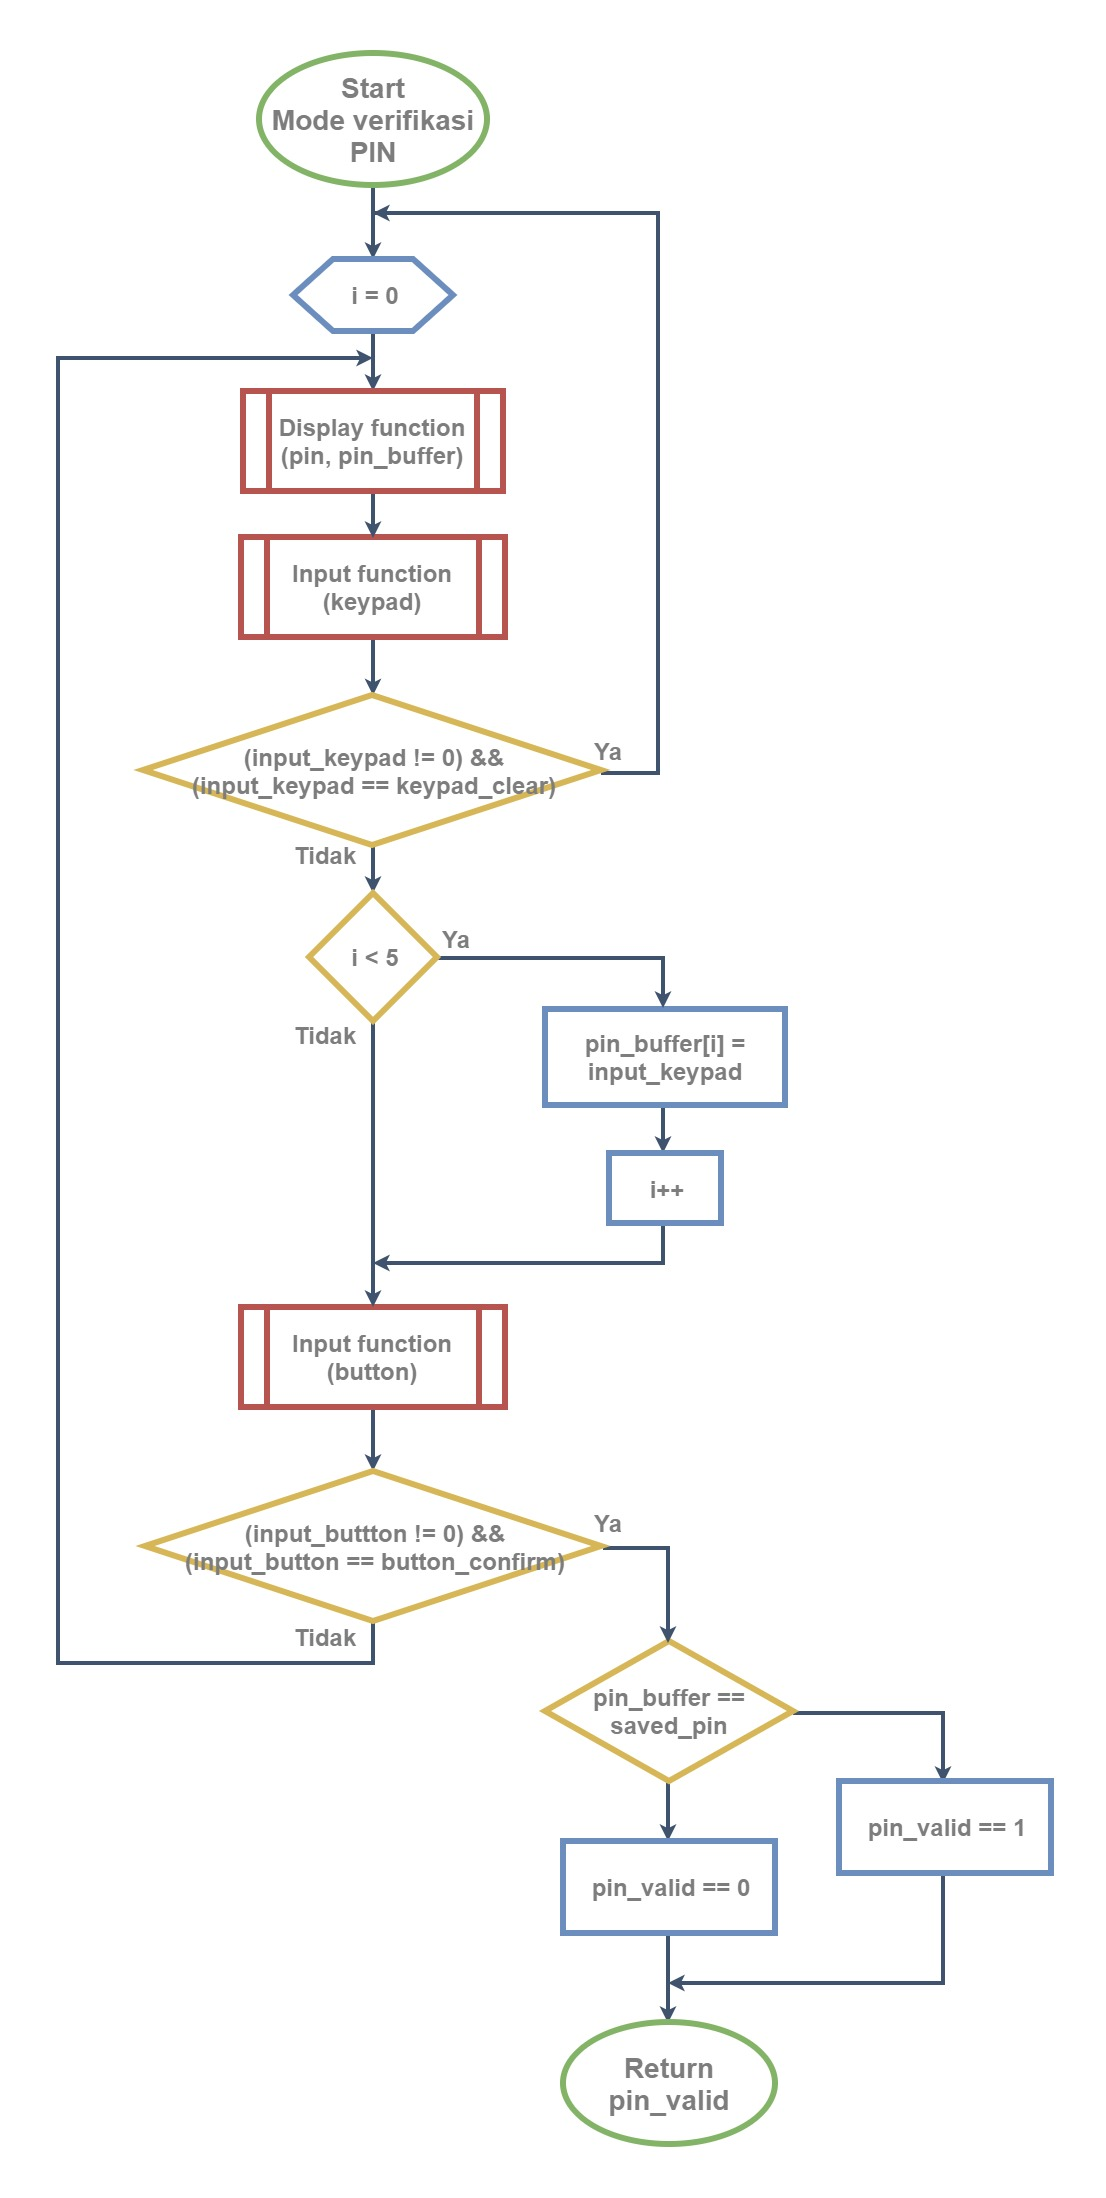 Start
Mode verifikasi
PIN
i = 0
Display function
(pin, pin_buffer)
Input function
(keypad)
(input_keypad != 0) &&
(input_keypad == keypad_clear)
Ya
Tidak
i < 5
Ya
Tidak
pin_buffer[i] =
input_keypad
i++
Input function
(button)
(input_buttton != 0) &&
(input_button == button_confirm)
Ya
Tidak
pin_buffer ==
saved_pin
pin_valid == 1
pin_valid == 0
Return
pin_valid